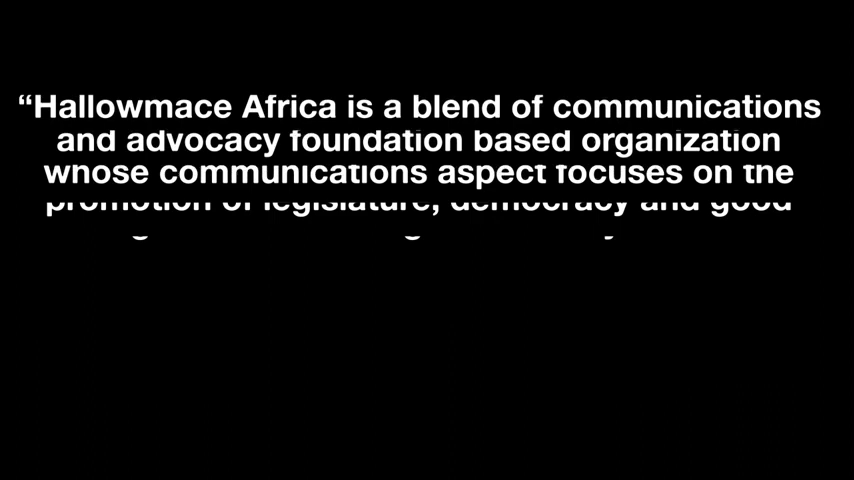 “Hallowmace Africa is a blend of communications
and advocacy foundation based organization
whose communications aspect focuses on the
promotion of legislature, democracy and good